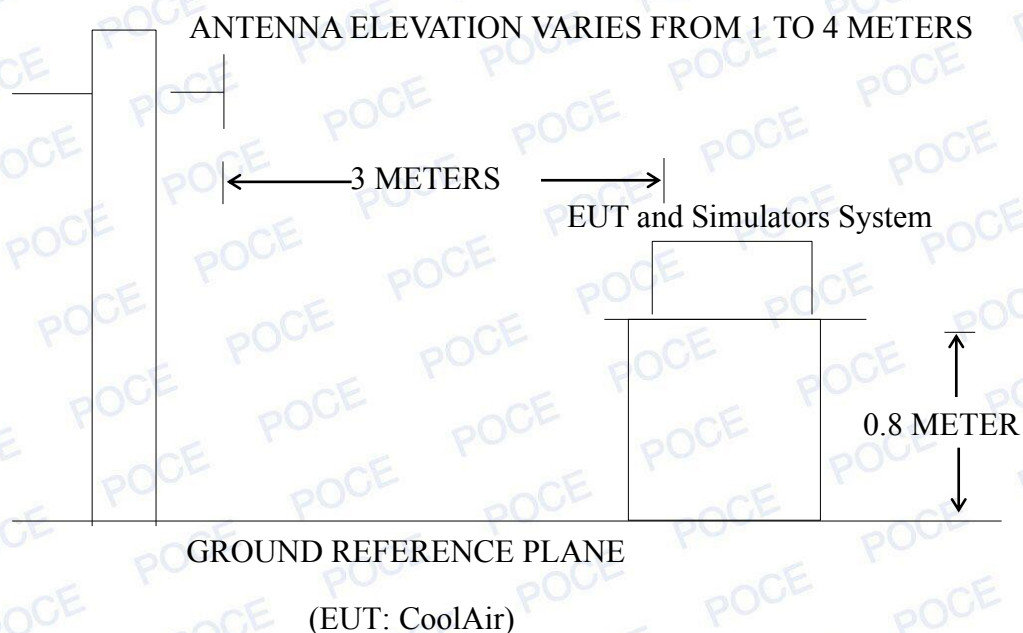 ANTENNA ELEVATION VARIES FROM 1 TO 4 METERS
3 METERS
EUT and Simulators System
0.8 METER
GROUND REFERENCE PLANE
(EUT: CoolAir)
POCE